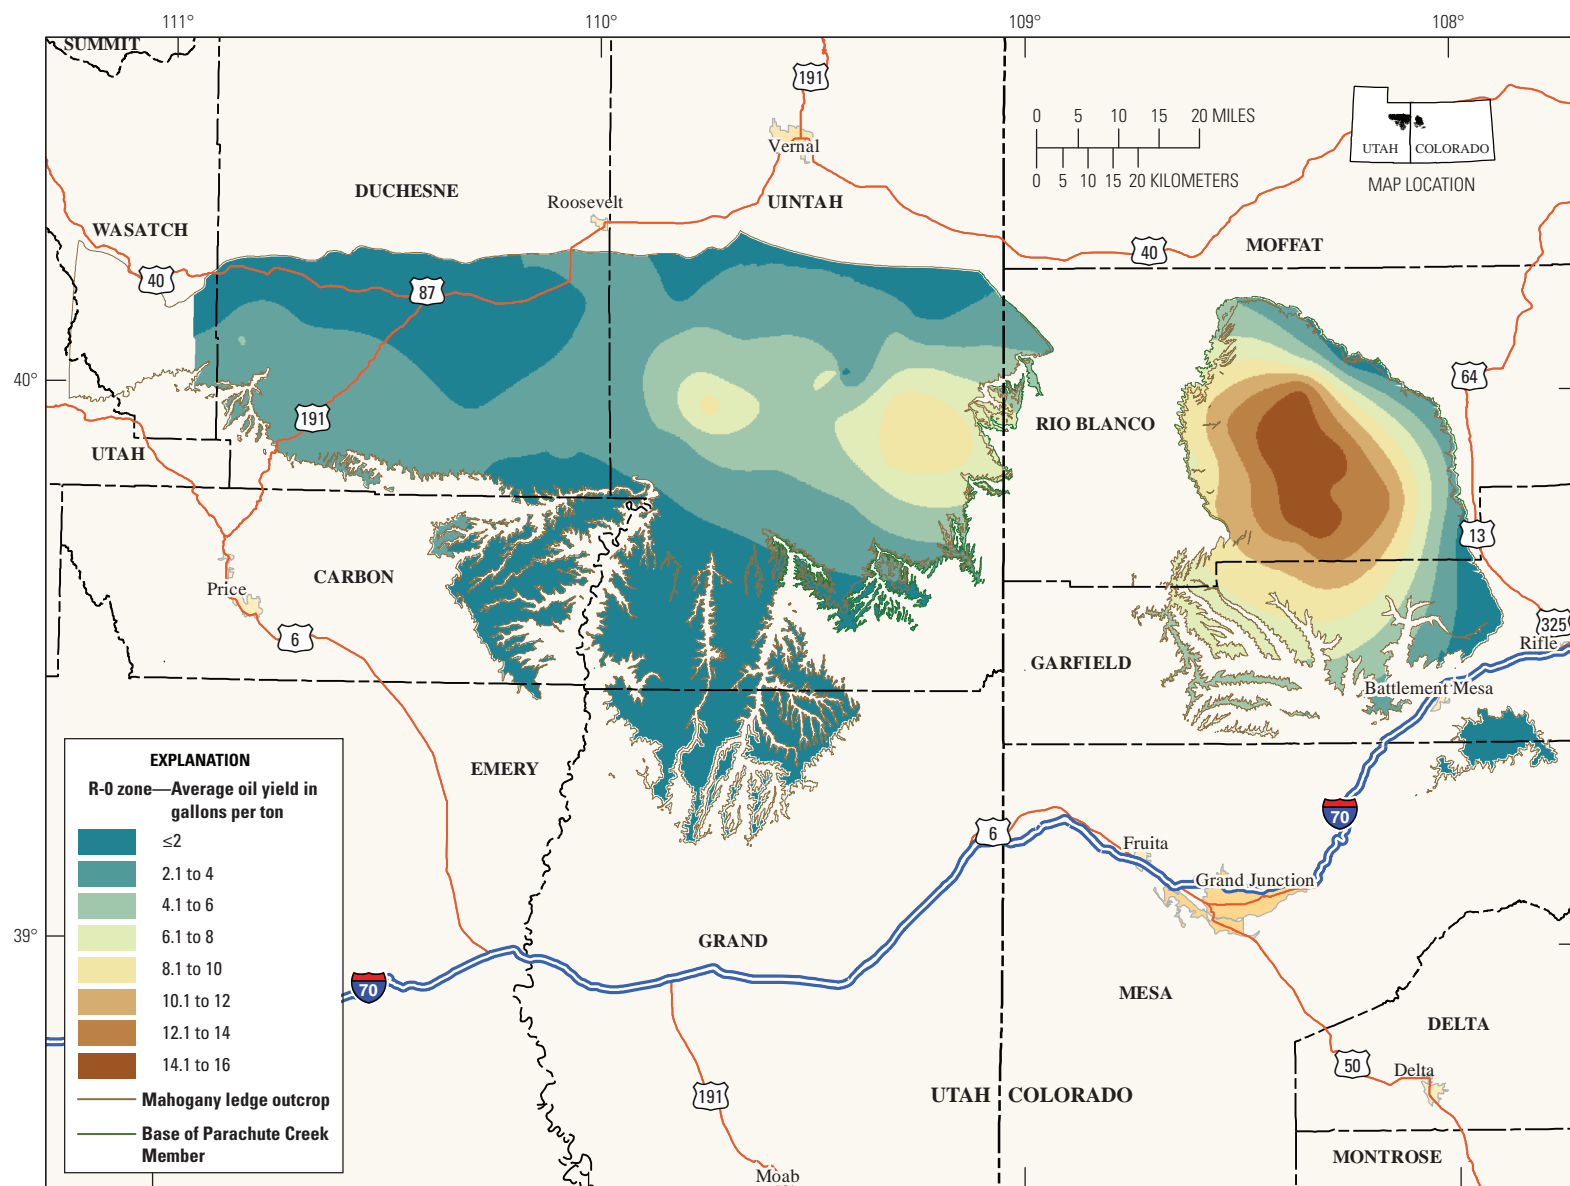 111°
110°
109°
108°
SUMMIT
191
Vernal
0 5 10 15 20 MILES
0 5 10 15 20 KILOMETERS
UTAH
COLORADO
MAP LOCATION
DUCHESNE
Roosevelt
UINTAH
WASATCH
MOFFAT
40
40
87
40°
64
191
RIO BLANCO
UTAH
13
CARBON
Price
6
325
Rifle
GARFIELD
Battlement Mesa
EMERY
EXPLANATION
R-0 zone—Average oil yield in
gallons per ton
≤2
2.1 to 4
4.1 to 6
6.1 to 8
8.1 to 10
10.1 to 12
12.1 to 14
14.1 to 16
Mahogany ledge outcrop
Base of Parachute Creek
Member
70
6
Fruita
Grand Junction
39°
GRAND
70
MESA
DELTA
50
Delta
191
UTAH
COLORADO
MONTROSE
Moab